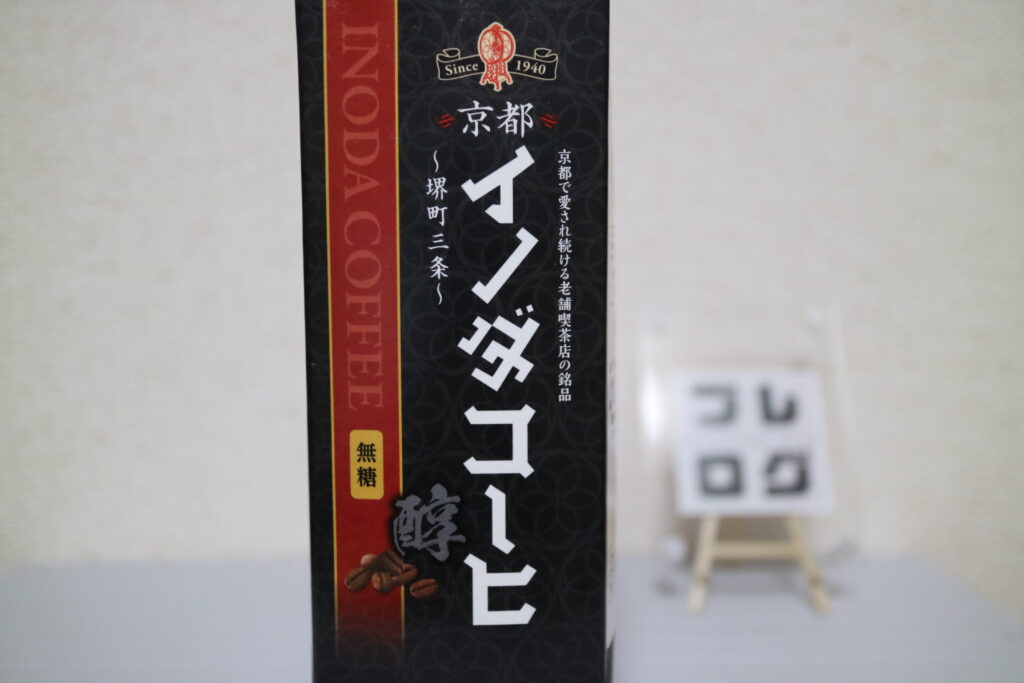 Since 1940
京都
京都で愛され続ける老舗喫茶店の銘品
イノダコーヒ
~堺町三条~
INODA COFFEE
無糖
醇
コレ
ログ